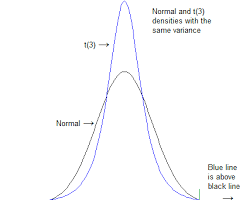 Normal and t(3)
densities with the
same variance
t(3) →
Normal →
Blue line
is above
black line
→